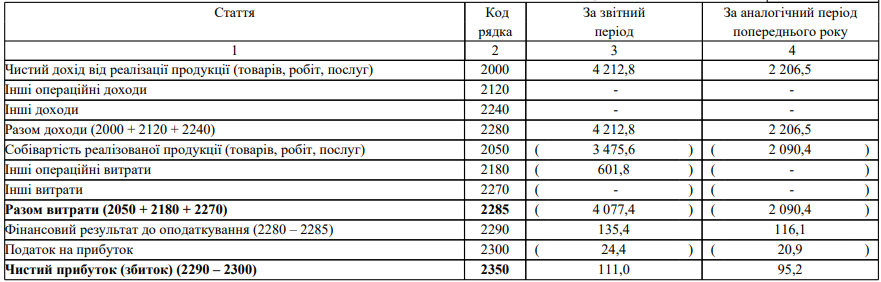 Стаття Код рядка За звітний період За аналогічний період попереднього року
1 2 3 4
Чистий дохід від реалізації продукції (товарів, робіт, послуг) 2000 4 212,8 2 206,5
Інші операційні доходи 2120 - -
Інші доходи 2240 - -
Разом доходи (2000 + 2120 + 2240) 2280 4 212,8 2 206,5
Собівартість реалізованої продукції (товарів, робіт, послуг) 2050 ( 3 475,6 ) ( 2 090,4 )
Інші операційні витрати 2180 ( 601,8 ) ( - )
Інші витрати 2270 ( - ) ( - )
Разом витрати (2050 + 2180 + 2270) 2285 ( 4 077,4 ) ( 2 090,4 )
Фінансовий результат до оподаткування (2280 – 2285) 2290 135,4 116,1
Податок на прибуток 2300 ( 24,4 ) ( 20,9 )
Чистий прибуток (збиток) (2290 – 2300) 2350 111,0 95,2